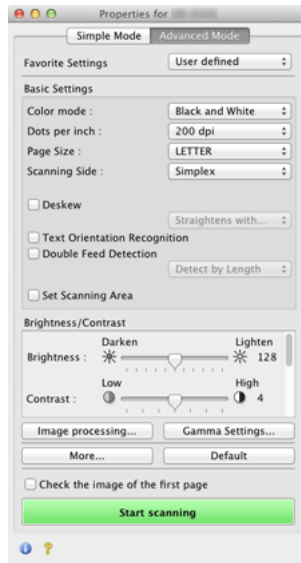 Properties for
Simple Mode Advanced Mode
Favorite Settings User defined
Basic Settings
Color mode : Black and White
Dots per inch : 200 dpi
Page Size : LETTER
Scanning Side : Simplex
Deskew
Straightens with...
Text Orientation Recognition
Double Feed Detection
Detect by Length
Set Scanning Area
Brightness/Contrast
Darken Lighten
Brightness : 128
Low High
Contrast : 4
Image processing... Gamma Settings...
More... Default
Check the image of the first page
Start scanning